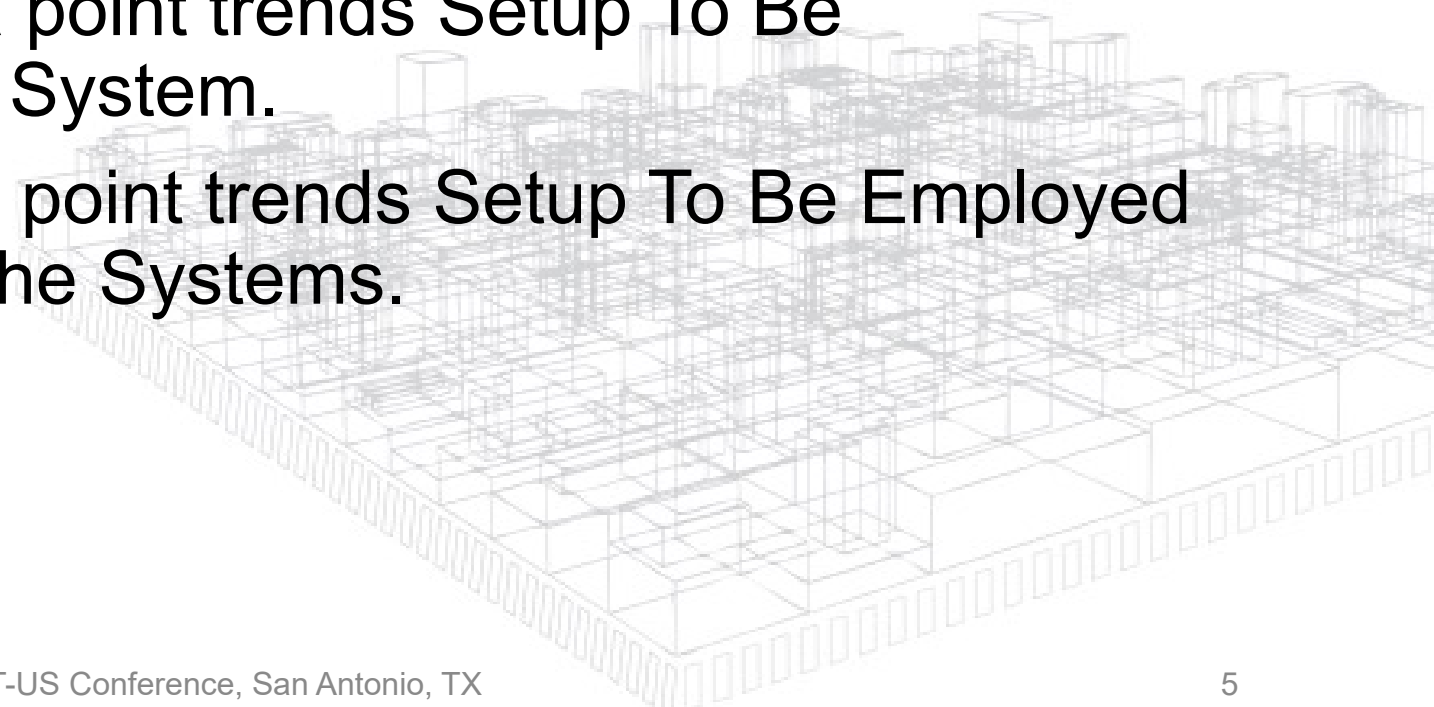 point trends Setup To Be
System.
point trends Setup To Be Employed
he Systems.
T-US Conference, San Antonio, TX
5